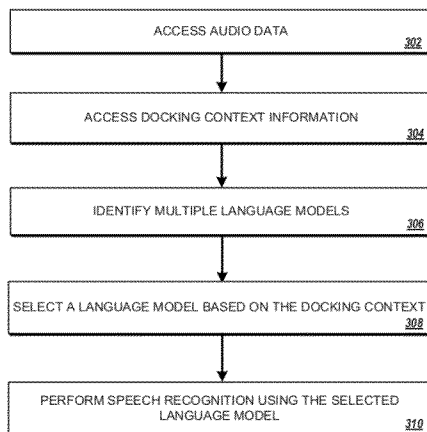 ACCESS AUDIO DATA
302
ACCESS DOCKING CONTEXT INFORMATION
304
IDENTIFY MULTIPLE LANGUAGE MODELS
306
SELECT A LANGUAGE MODEL BASED ON THE DOCKING CONTEXT
308
PERFORM SPEECH RECOGNITION USING THE SELECTED
LANGUAGE MODEL
310